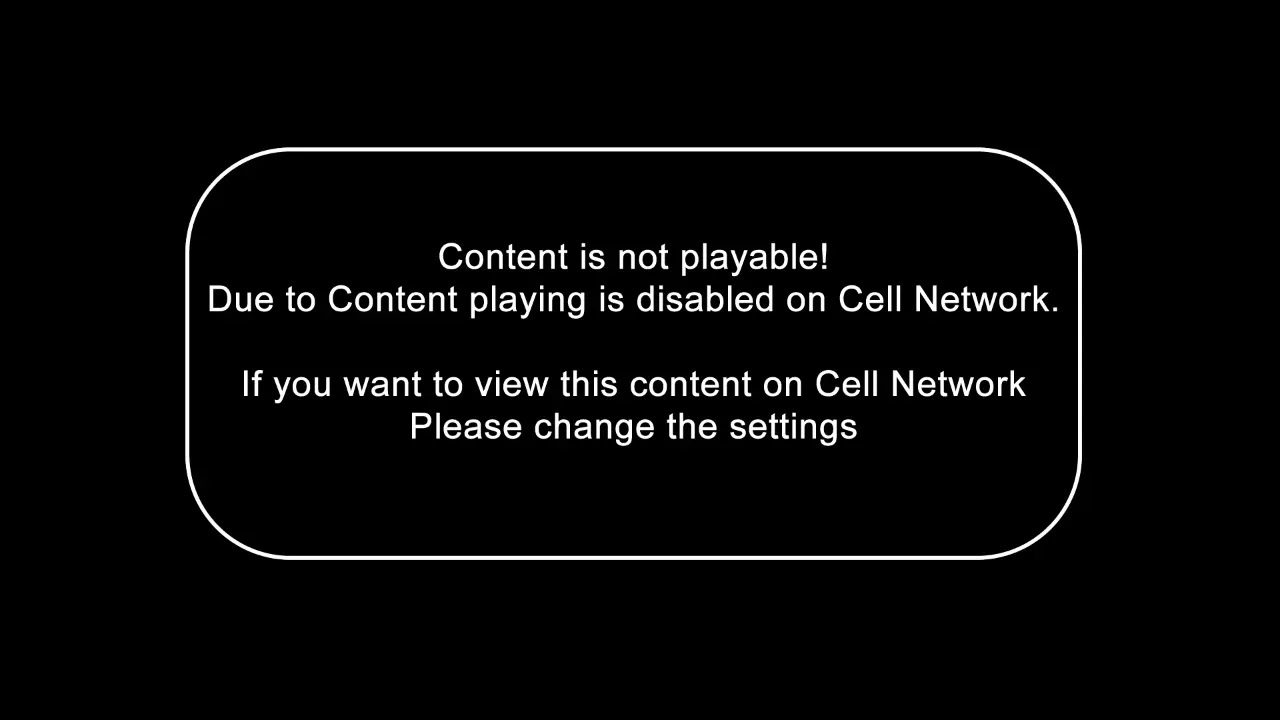 Content is not playable!
Due to Content playing is disabled on Cell Network.
If you want to view this content on Cell Network
Please change the settings